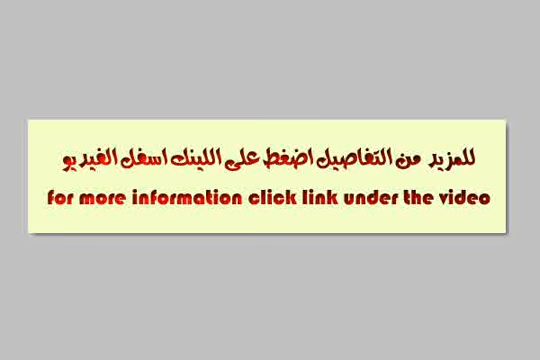 للمزيد من التفاصيل اضغط على اللينك اسفل الفيديو
for more information click link under the video